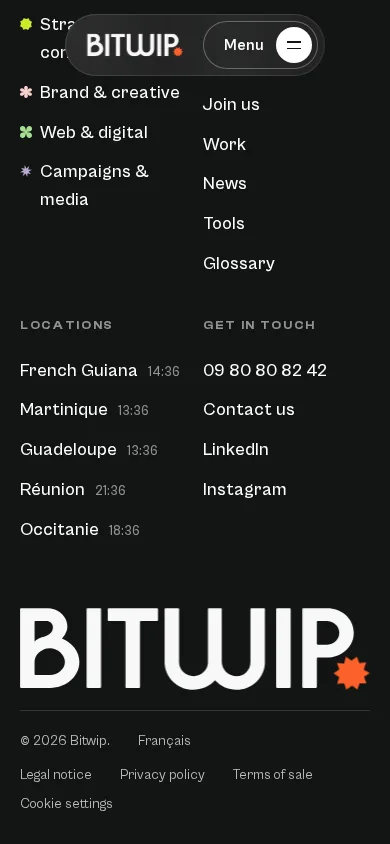 BITWIP
Menu
Brand & creative
Web & digital
Campaigns &
media
Join us
Work
News
Tools
Glossary
LOCATIONS
French Guiana 14:36
Martinique 13:36
Guadeloupe 13:36
Réunion 21:36
Occitanie 18:36
GET IN TOUCH
09 80 80 82 42
Contact us
LinkedIn
Instagram
BITWIP
© 2026 Bitwip. Français
Legal notice Privacy policy Terms of sale
Cookie settings